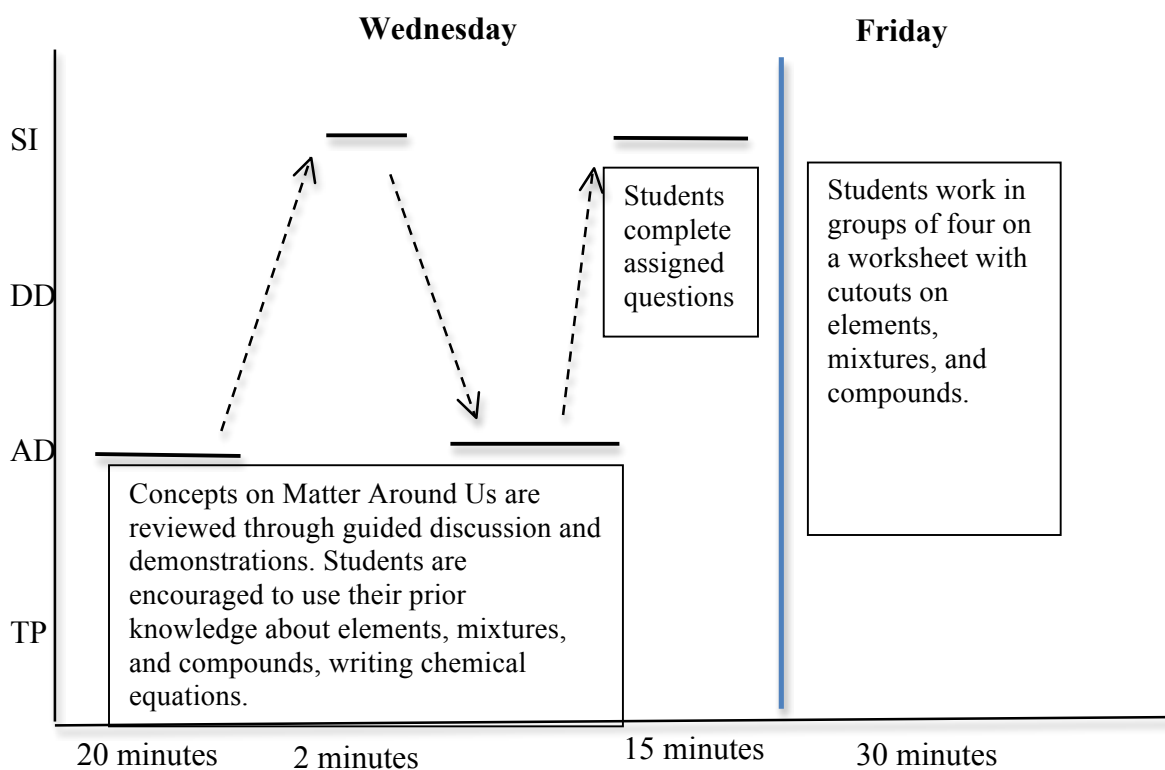 Wednesday
Friday
SI
Students
complete
assigned
questions
Students work in
groups of four on
a worksheet with
cutouts on
elements,
mixtures, and
compounds.
DD
AD
Concepts on Matter Around Us are
reviewed through guided discussion and
demonstrations. Students are
encouraged to use their prior
knowledge about elements, mixtures,
and compounds, writing chemical
equations.
TP
20 minutes
2 minutes
15 minutes
30 minutes